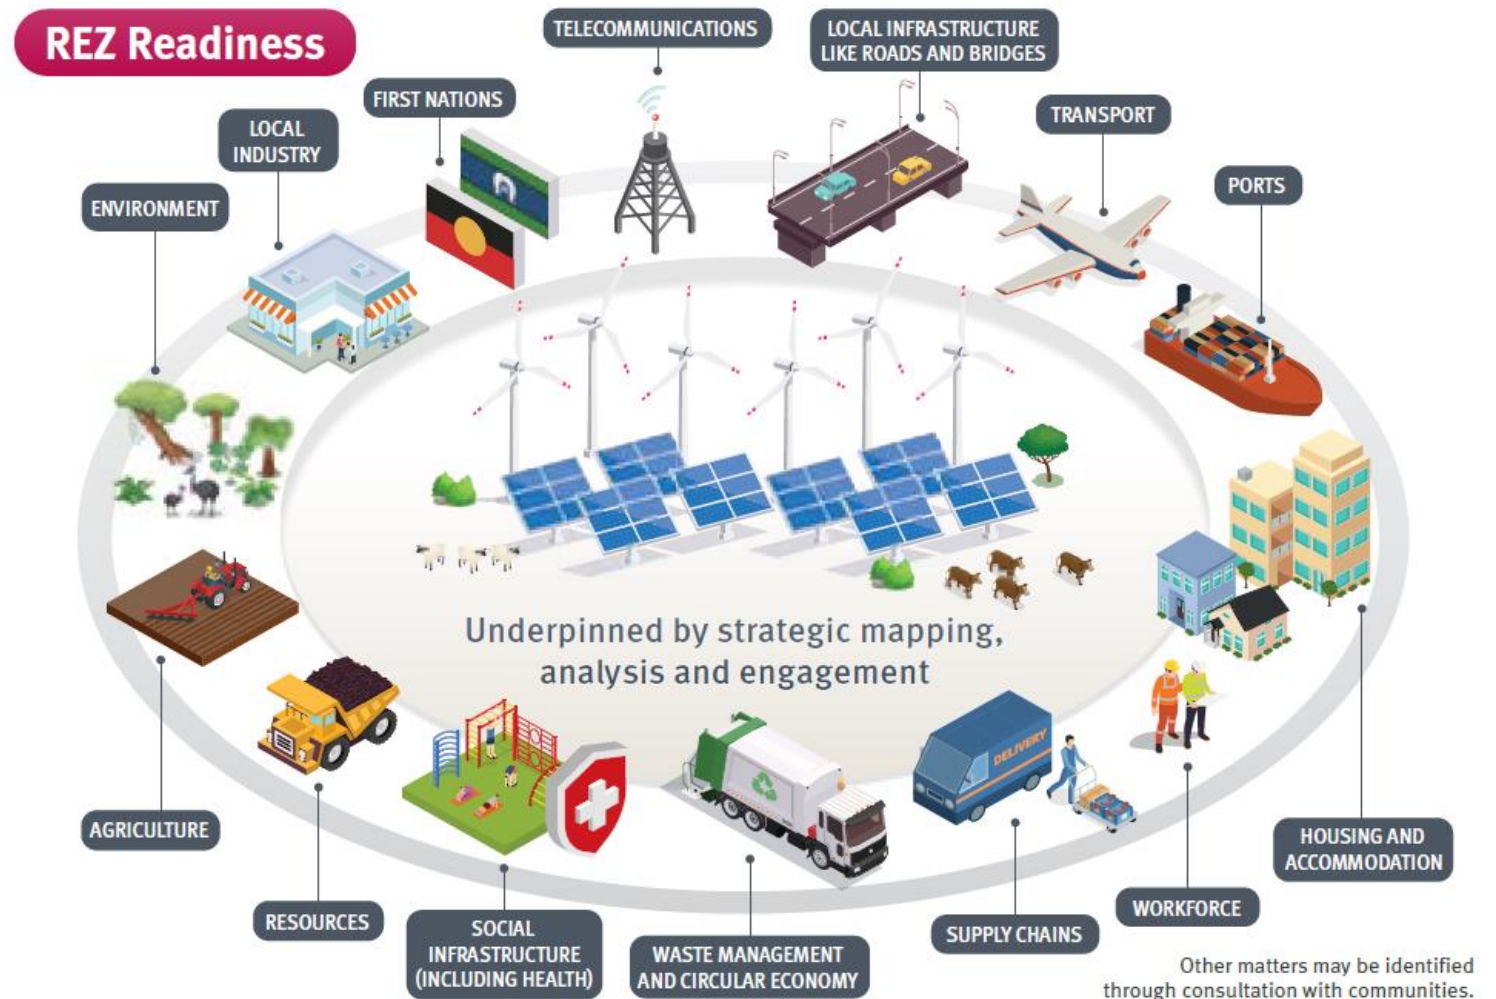 REZ Readiness
TELECOMMUNICATIONS
LOCAL INFRASTRUCTURE
LIKE ROADS AND BRIDGES
FIRST NATIONS
TRANSPORT
LOCAL
INDUSTRY
PORTS
ENVIRONMENT
Underpinned by strategic mapping,
analysis and engagement
DELIVERY
AGRICULTURE
HOUSING AND
ACCOMMODATION
RESOURCES
WORKFORCE
SOCIAL
INFRASTRUCTURE
(INCLUDING HEALTH)
WASTE MANAGEMENT
AND CIRCULAR ECONOMY
SUPPLY CHAINS
Other matters may be identified
through consultation with communities.